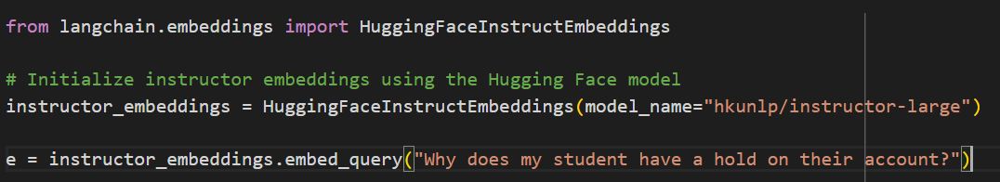 from langchain.embeddings import HuggingFaceInstructEmbeddings
# Initialize instructor embeddings using the Hugging Face model
instructor_embeddings = HuggingFaceInstructEmbeddings(model_name="hkunlp/instructor-large")
e = instructor_embeddings.embed_query("Why does my student have a hold on their account?")